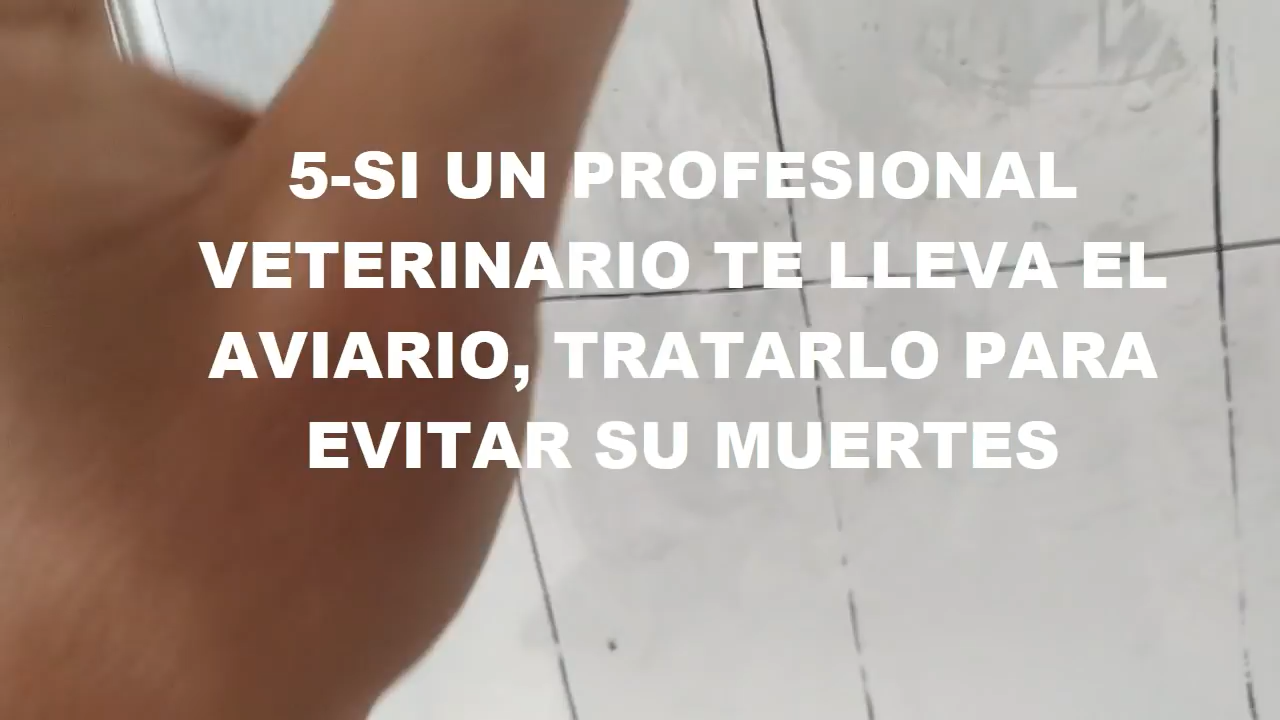 5-SI UN PROFESIONAL
VETERINARIO TE LLEVA EL
AVIARIO, TRATARLO PARA
EVITAR SU MUERTES